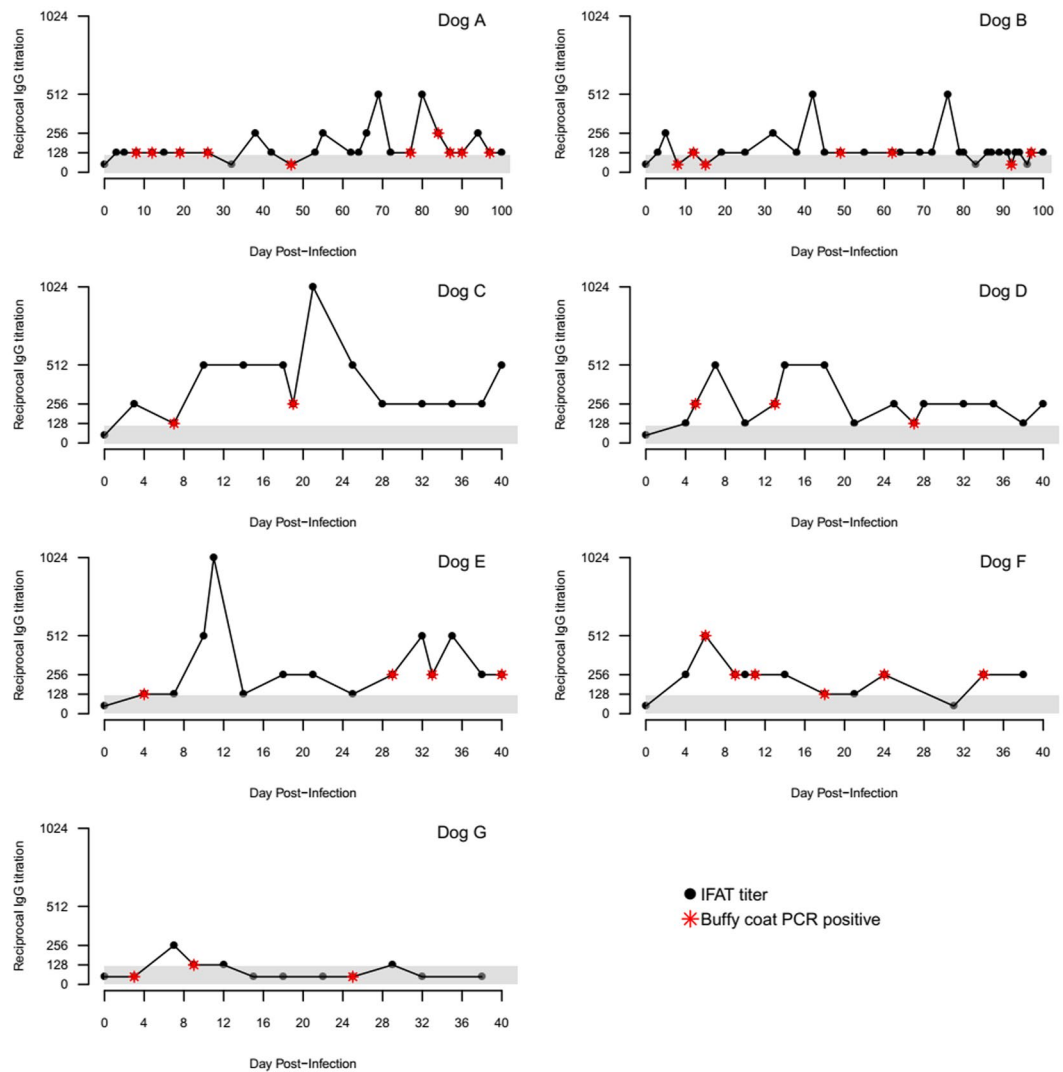 Dog A
Reciprocal IgG titration
1024
512
256
128
0
0 10 20 30 40 50 60 70 80 90 100
Day Post−Infection
Dog B
Reciprocal IgG titration
1024
512
256
128
0
0 10 20 30 40 50 60 70 80 90 100
Day Post−Infection
Dog C
Reciprocal IgG titration
1024
512
256
128
0
0 4 8 12 16 20 24 28 32 36 40
Day Post−Infection
Dog D
Reciprocal IgG titration
1024
512
256
128
0
0 4 8 12 16 20 24 28 32 36 40
Day Post−Infection
Dog E
Reciprocal IgG titration
1024
512
256
128
0
0 4 8 12 16 20 24 28 32 36 40
Day Post−Infection
Dog F
Reciprocal IgG titration
1024
512
256
128
0
0 4 8 12 16 20 24 28 32 36 40
Day Post−Infection
Dog G
Reciprocal IgG titration
1024
512
256
128
0
0 4 8 12 16 20 24 28 32 36 40
Day Post−Infection
IFAT titer
Buffy coat PCR positive